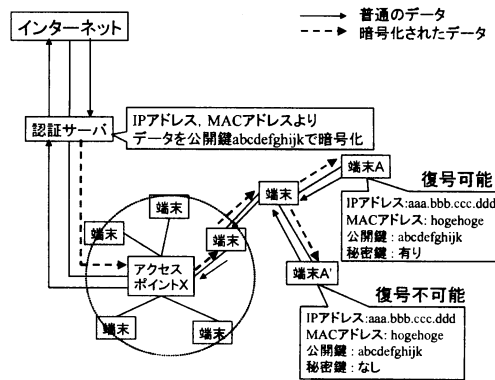 インターネット
普通のデータ
暗号化されたデータ
認証サーバ
IPアドレス，MACアドレスより
データを公開鍵abcdefghijkで暗号化
端末A
復号可能
IPアドレス:aaa.bbb.ccc.ddd
MACアドレス: hogehoge
公開鍵 : abcdefghijk
秘密鍵 : 有り
端末
端末
端末
端末
アクセス
ポイントX
端末
端末
端末A'
復号不可能
IPアドレス:aaa.bbb.ccc.ddd
MACアドレス: hogehoge
公開鍵 : abcdefghijk
秘密鍵 : なし